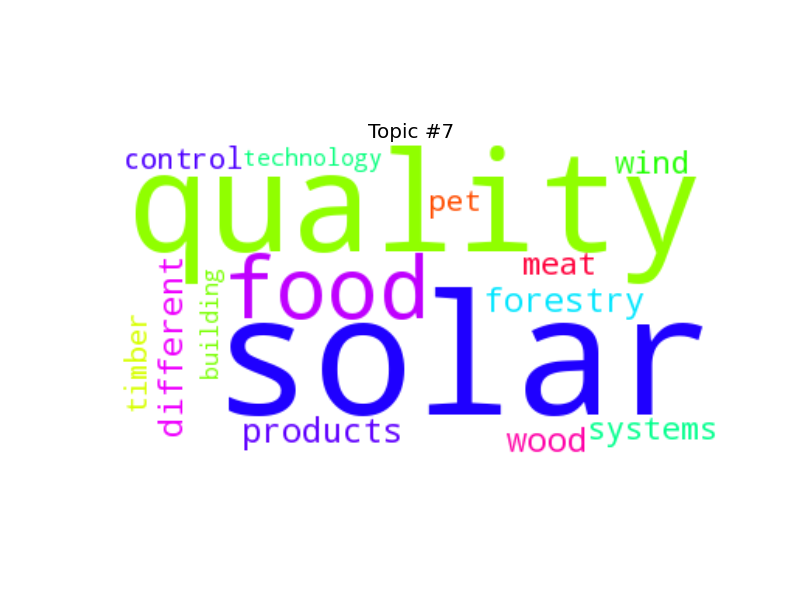 Topic #7
control
technology
wind
quality
pet
meat
food
forestry
different
building
timber
solar
products
wood
systems